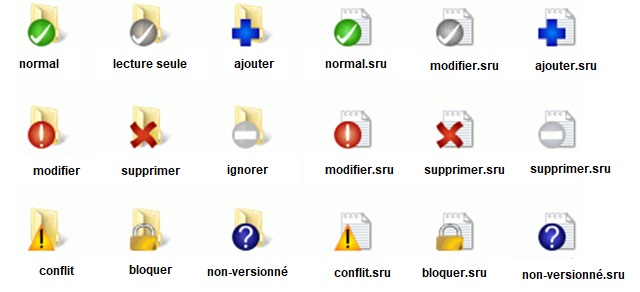 normal
lecture seule
ajouter
normal.sru
modifier.sru
ajouter.sru
modifier
supprimer
ignorer
modifier.sru
supprimer.sru
supprimer.sru
conflit
bloquer
non-versionné
conflit.sru
bloquer.sru
non-versionné.sru